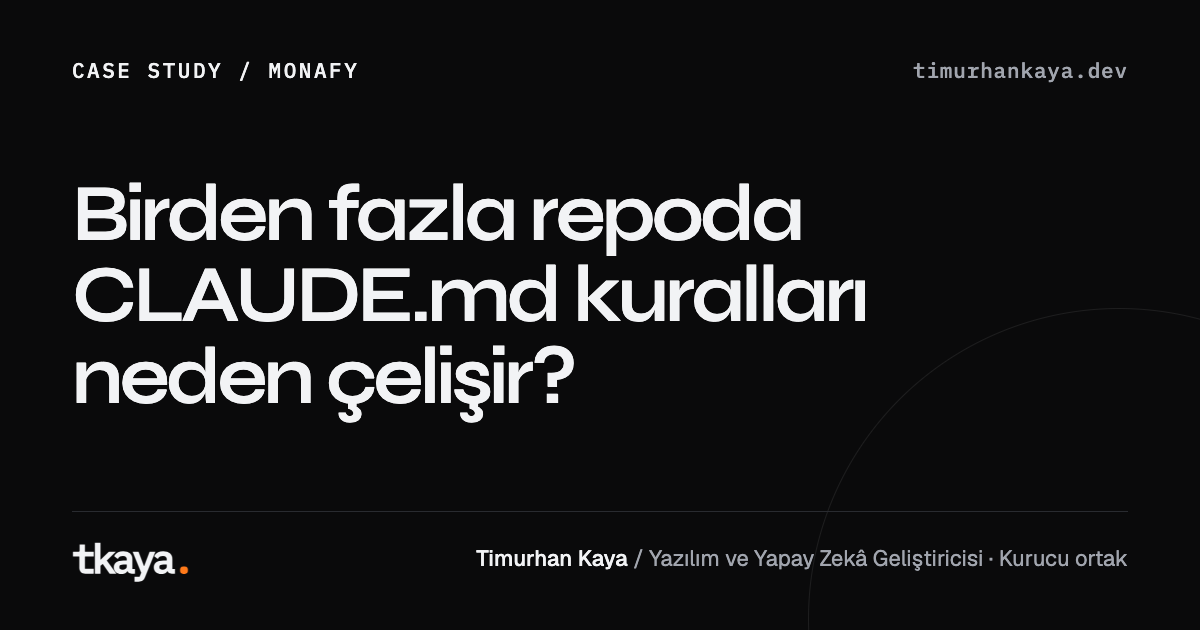 CASE STUDY / MONAFY
timurhankaya.dev
Birden fazla repoda
CLAUDE.md kuralları
neden çelişir?
tkaya.
Timurhan Kaya / Yazılım ve Yapay Zekâ Geliştiricisi · Kurucu ortak